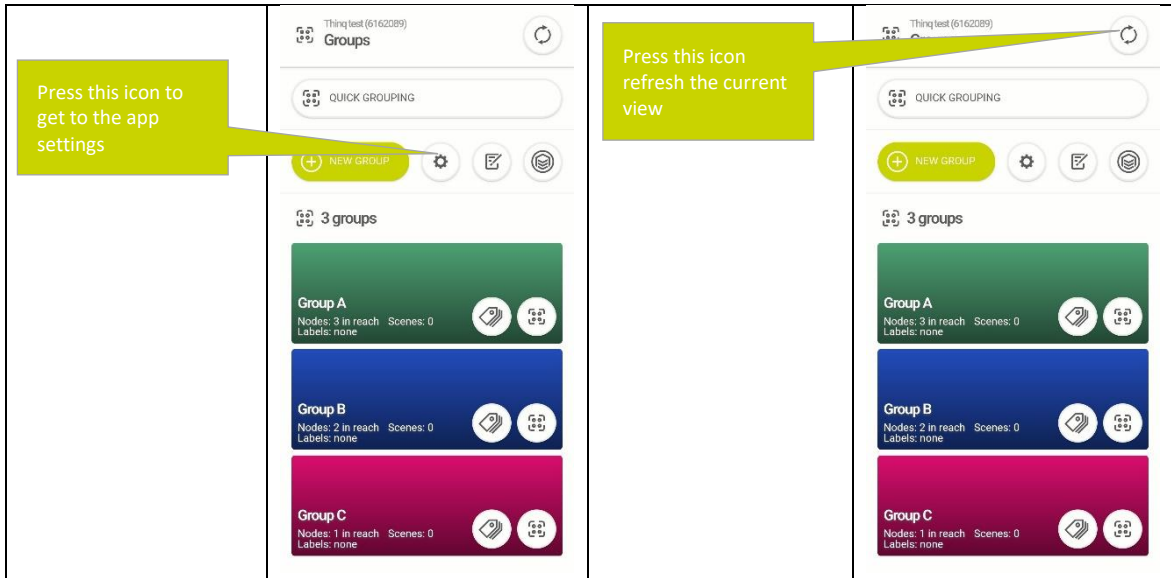 Press this icon to
get to the app
settings
Thinq test (6162089)
Groups
QUICK GROUPING
NEW GROUP
3 groups
Group A
Nodes: 3 in reach Scenes: 0
Labels: none
Group B
Nodes: 2 in reach Scenes: 0
Labels: none
Group C
Nodes: 1 in reach Scenes: 0
Labels: none
Press this icon
refresh the current
view
Thinq test (6162089)
QUICK GROUPING
NEW GROUP
3 groups
Group A
Nodes: 3 in reach Scenes: 0
Labels: none
Group B
Nodes: 2 in reach Scenes: 0
Labels: none
Group C
Nodes: 1 in reach Scenes: 0
Labels: none